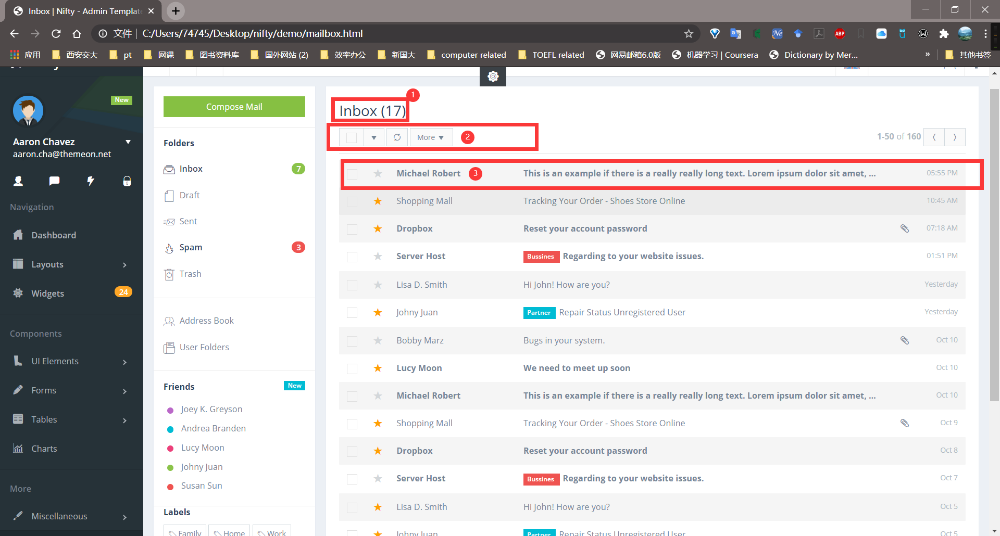 Inbox | Nifty - Admin Template
文件 | C:/Users/74745/Desktop/nifty/demo/mailbox.html
ABP
应用 西安交大 pt 网课 图书资料库 国外网站 (2) 效率办公 新国大 computer related TOEFL related 网易邮箱6.0版 机器学习 | Coursera Dictionary by Mer... » 其他书签
New
Aaron Chavez
aaron.cha@themeon.net
Navigation
Dashboard
Layouts
Widgets 24
Components
UI Elements
Forms
Tables
Charts
More
Miscellaneous
Compose Mail
Folders
Inbox 7
Draft
Sent
Spam 3
Trash
Address Book
User Folders
Friends New
Joey K. Greyson
Andrea Branden
Lucy Moon
Johny Juan
Susan Sun
Labels
Family Home Work
Inbox (17) 1
More 2
1-50 of 160
Michael Robert 3 This is an example if there is a really really long text. Lorem ipsum dolor sit amet, ... 05:55 PM
Shopping Mall Tracking Your Order - Shoes Store Online 10:45 AM
Dropbox Reset your account password 07:18 AM
Server Host Bussines Regarding to your website issues. 01:51 PM
Lisa D. Smith Hi John! How are you? Yesterday
Johny Juan Partner Repair Status Unregistered User Yesterday
Bobby Marz Bugs in your system. Oct 10
Lucy Moon We need to meet up soon Oct 10
Michael Robert This is an example if there is a really really long text. Lorem ipsum dolor sit amet, ... Oct 10
Shopping Mall Tracking Your Order - Shoes Store Online Oct 9
Dropbox Reset your account password Oct 8
Server Host Bussines Regarding to your website issues. Oct 7
Lisa D. Smith Hi John! How are you? Oct 5
Johny Juan Partner Repair Status Unregistered User Oct 5